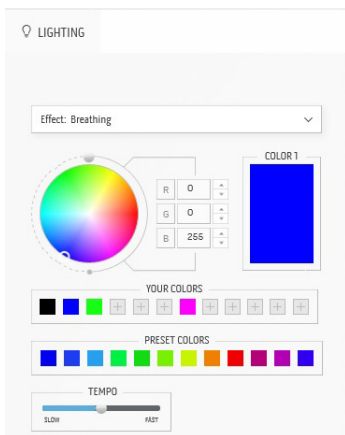 LIGHTING
Effect: Breathing
COLOR 1
R 0
G 0
B 255
YOUR COLORS
PRESET COLORS
TEMPO
SLOW FAST